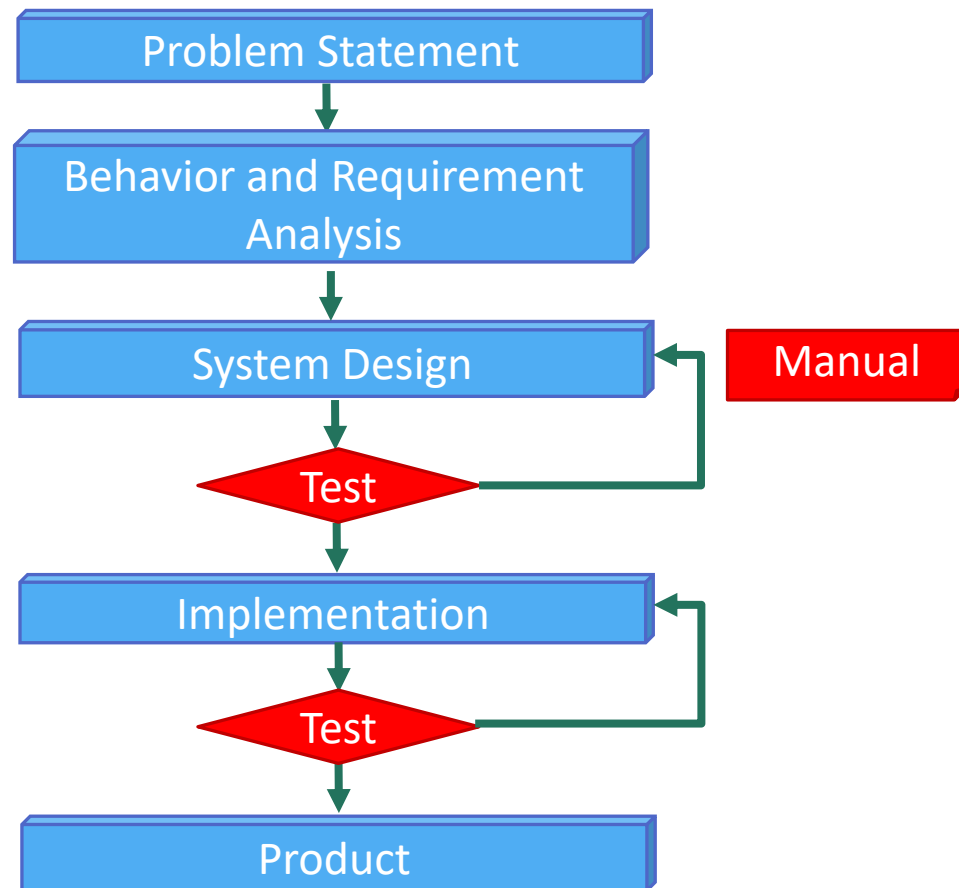 Problem Statement
Behavior and Requirement
Analysis
System Design
Manual
Test
Implementation
Test
Product